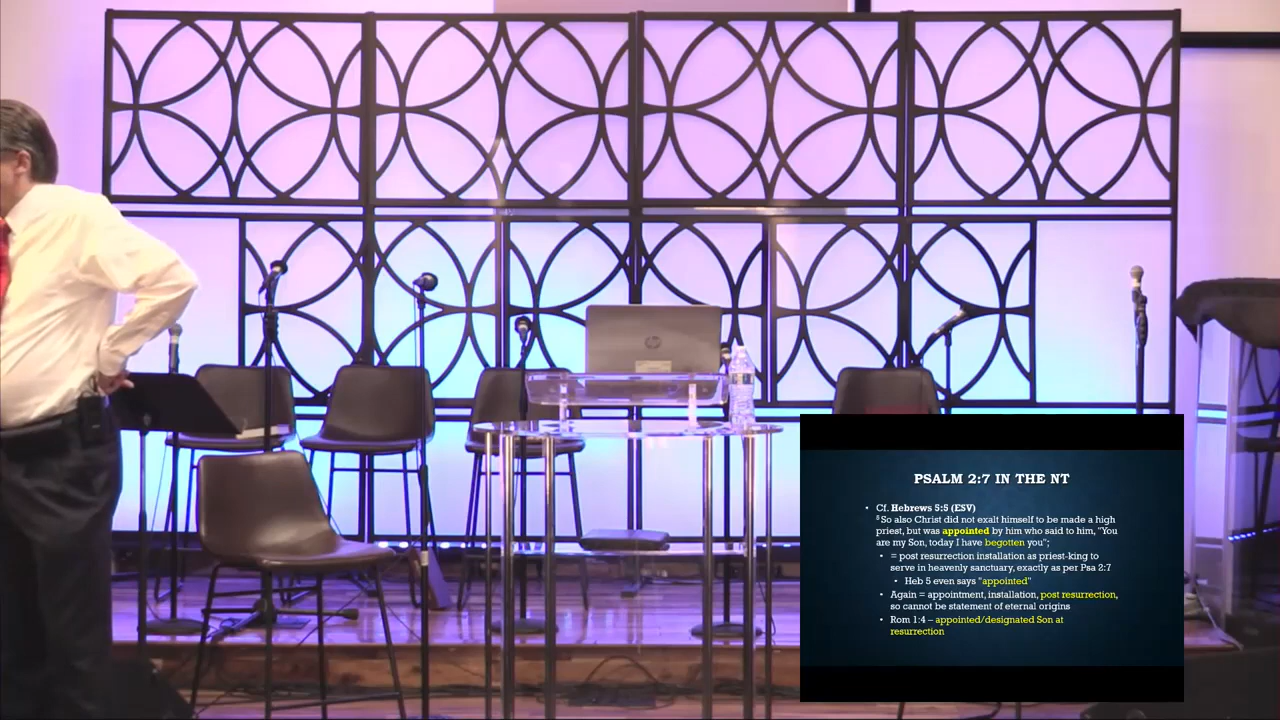 hp
PSALM 2:7 IN THE NT
• Cf. Hebrews 5:5 (ESV)
5 So also Christ did not exalt himself to be made a high
priest, but was appointed by him who said to him, "You
are my Son, today I have begotten you";
• = post resurrection installation as priest-king to
serve in heavenly sanctuary, exactly as per Psa 2:7
• Heb 5 even says "appointed"
• Again = appointment, installation, post resurrection,
so cannot be statement of eternal origins
• Rom 1:4 – appointed/designated Son at
resurrection